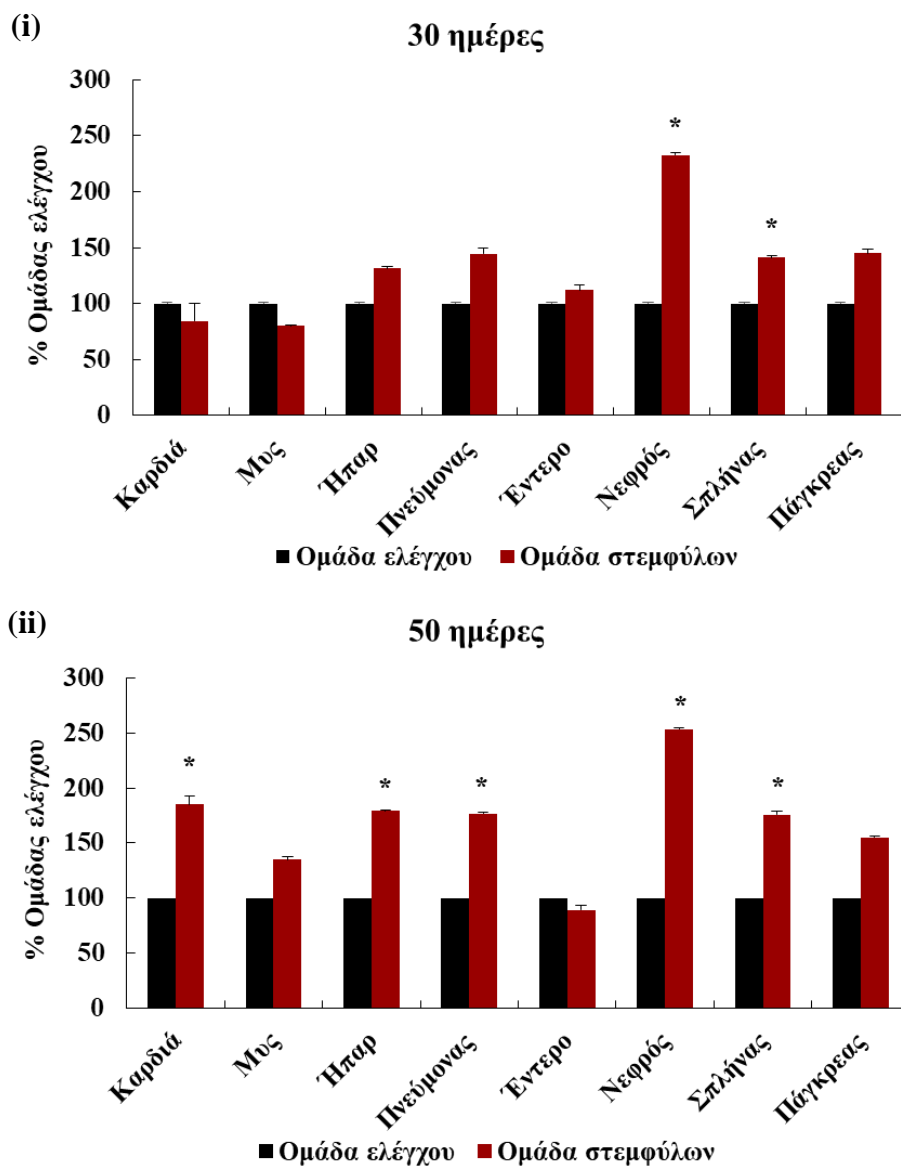 (i)
30 ημέρες
% Ομάδας ελέγχου
300
250
200
150
100
50
0
*
*
Καρδιά
Μυς
Ήπαρ
Πνεύμονας
Έντερο
Νεφρός
Σπλήνας
Πάγκρεας
Ομάδα ελέγχου Ομάδα στεμφύλων
(ii)
50 ημέρες
% Ομάδας ελέγχου
300
250
200
150
100
50
0
*
*
*
*
*
Καρδιά
Μυς
Ήπαρ
Πνεύμονας
Έντερο
Νεφρός
Σπλήνας
Πάγκρεας
Ομάδα ελέγχου Ομάδα στεμφύλων